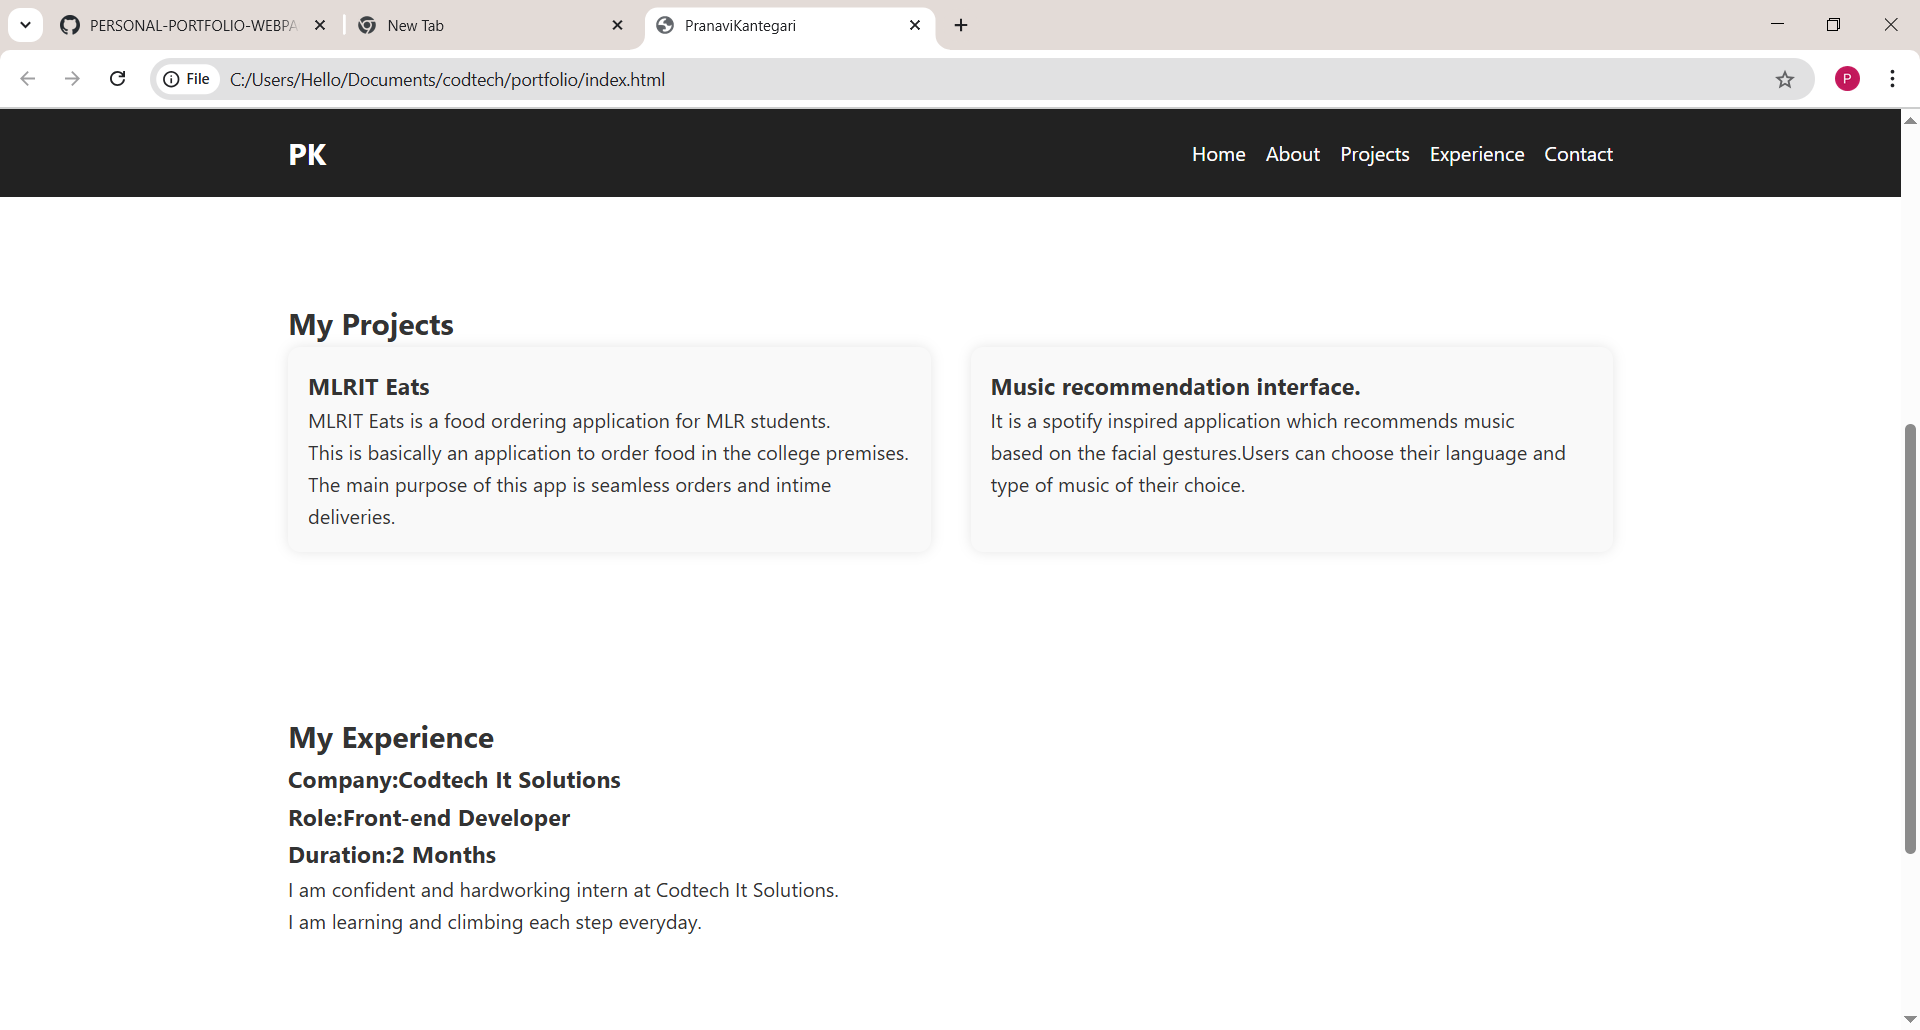 PERSONAL-PORTFOLIO-WEBPA
New Tab
PranaviKantegari
File
C:/Users/Hello/Documents/codtech/portfolio/index.html
P
PK
Home
About
Projects
Experience
Contact
My Projects
MLRIT Eats
MLRIT Eats is a food ordering application for MLR students.
This is basically an application to order food in the college premises.
The main purpose of this app is seamless orders and intime
deliveries.
Music recommendation interface.
It is a spotify inspired application which recommends music
based on the facial gestures.Users can choose their language and
type of music of their choice.
My Experience
Company:Codtech It Solutions
Role:Front-end Developer
Duration:2 Months
I am confident and hardworking intern at Codtech It Solutions.
I am learning and climbing each step everyday.